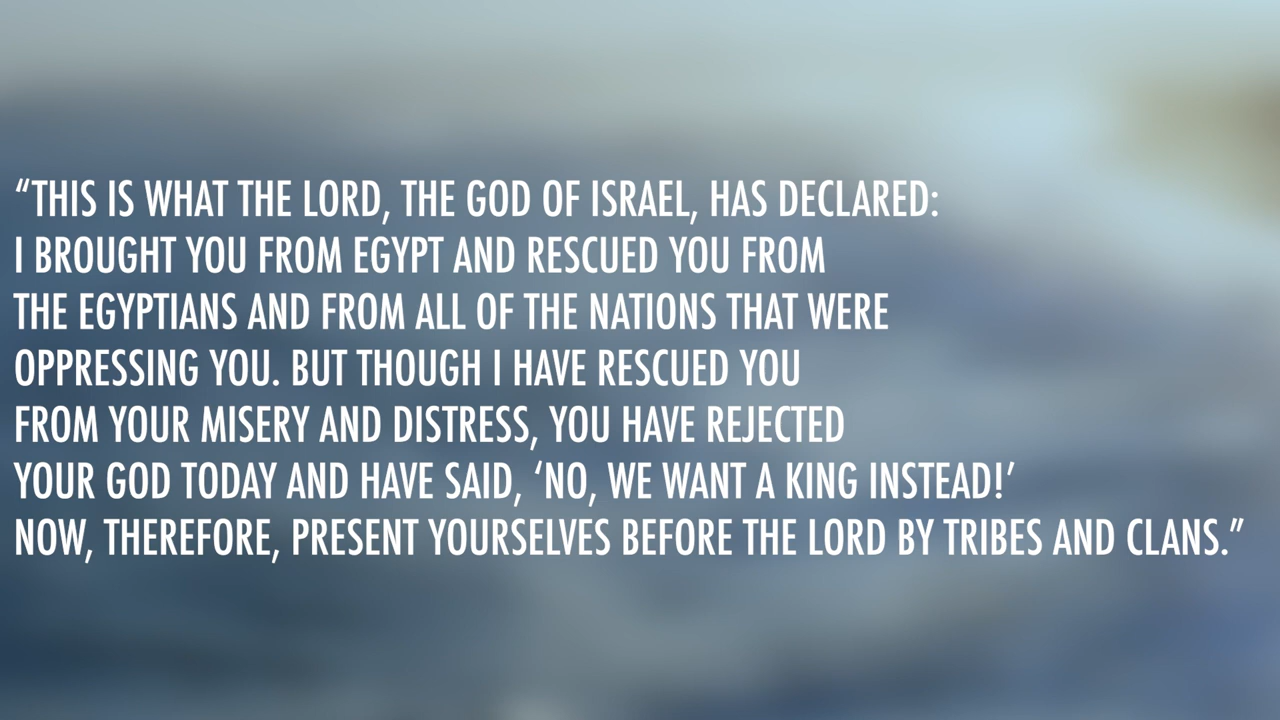 “THIS IS WHAT THE LORD, THE GOD OF ISRAEL, HAS DECLARED:
I BROUGHT YOU FROM EGYPT AND RESCUED YOU FROM
THE EGYPTIANS AND FROM ALL OF THE NATIONS THAT WERE
OPPRESSING YOU. BUT THOUGH I HAVE RESCUED YOU
FROM YOUR MISERY AND DISTRESS, YOU HAVE REJECTED
YOUR GOD TODAY AND HAVE SAID, ‘NO, WE WANT A KING INSTEAD!’
NOW, THEREFORE, PRESENT YOURSELVES BEFORE THE LORD BY TRIBES AND CLANS.”